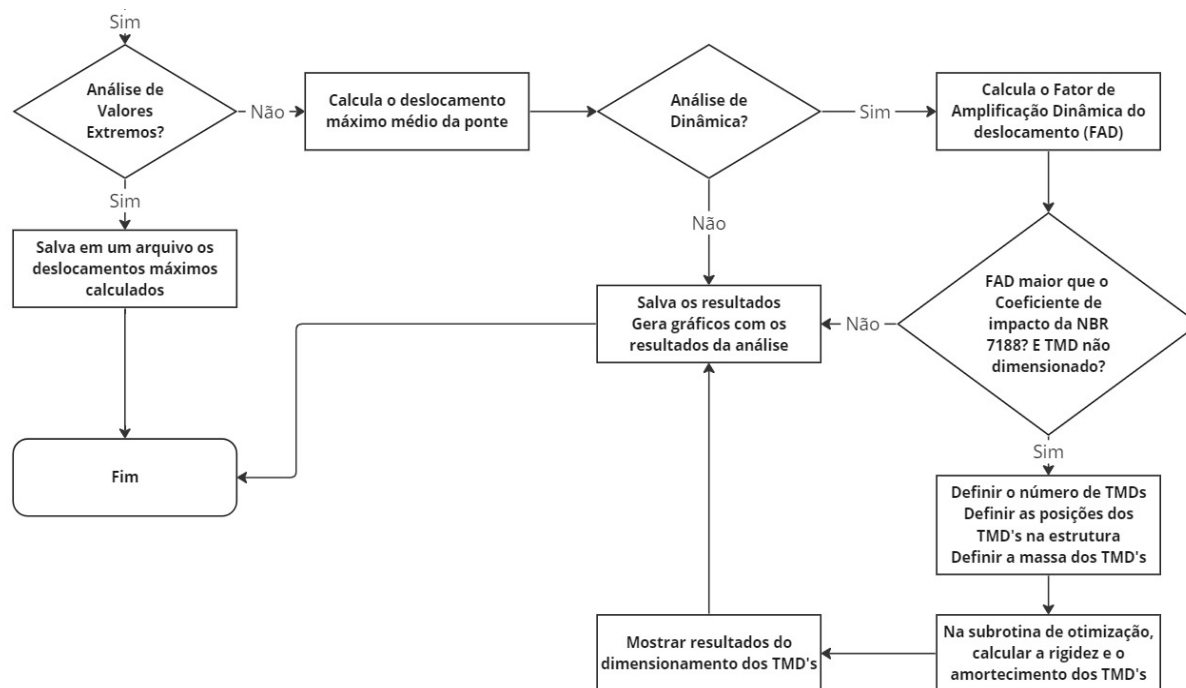 Sim
Análise de
Valores
Extremos?
Não
Calcula o deslocamento
máximo médio da ponte
Análise de
Dinâmica?
Sim
Calcula o Fator de
Amplificação Dinâmica do
deslocamento (FAD)
Sim
Salva em um arquivo os
deslocamentos máximos
calculados
Não
Salva os resultados
Gera gráficos com os
resultados da análise
Não
FAD maior que o
Coeficiente de
impacto da NBR
7188? E TMD não
dimensionado?
Fim
Sim
Definir o número de TMDs
Definir as posições dos
TMD's na estrutura
Definir a massa dos TMD's
Mostrar resultados do
dimensionamento dos TMD's
Na subrotina de otimização,
calcular a rigidez e o
amortecimento dos TMD's